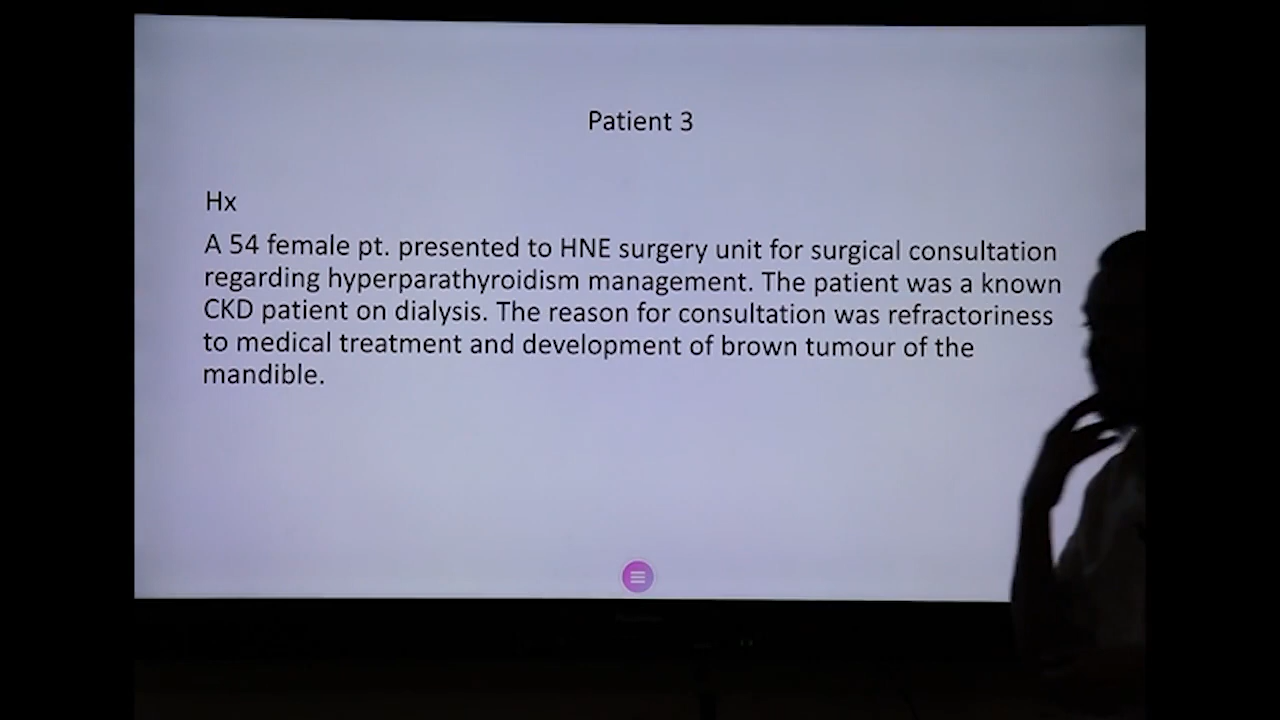 Patient 3
Hx
A 54 female pt. presented to HNE surgery unit for surgical consultation
regarding hyperparathyroidism management. The patient was a known
CKD patient on dialysis. The reason for consultation was refractoriness
to medical treatment and development of brown tumour of the
mandible.